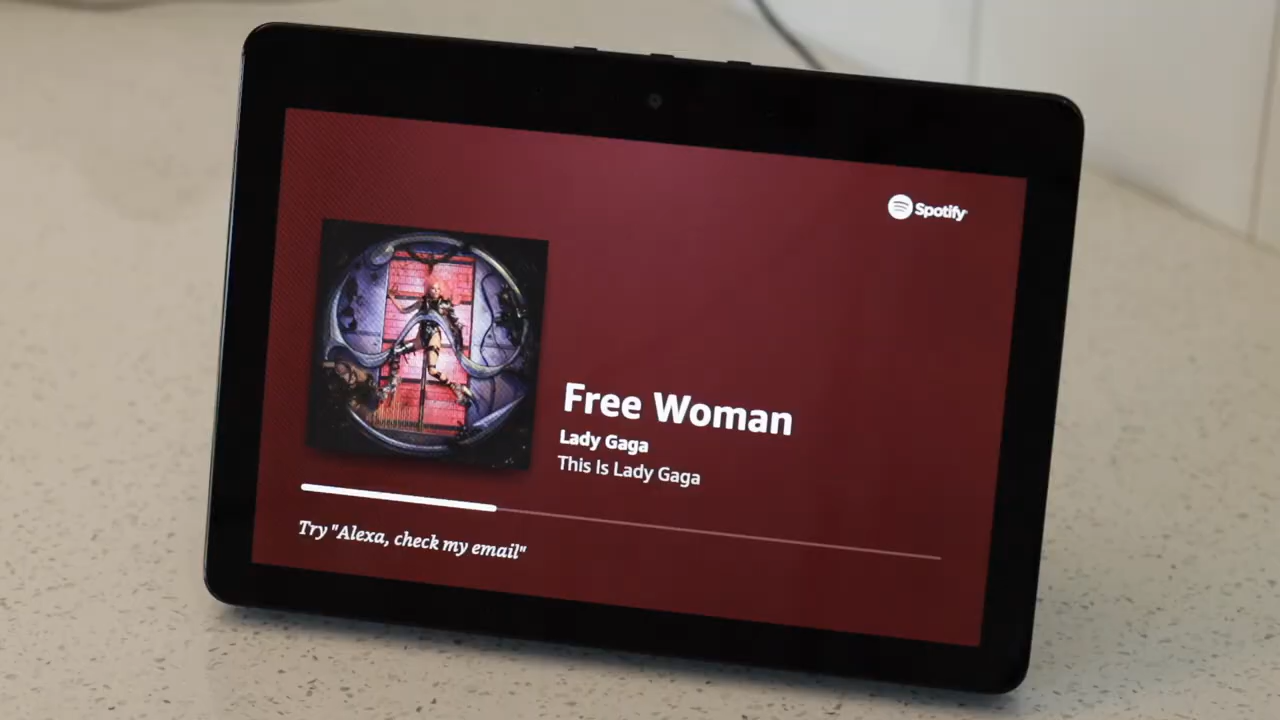 Spotify
Free Woman
Lady Gaga
This Is Lady Gaga
Try "Alexa, check my email"